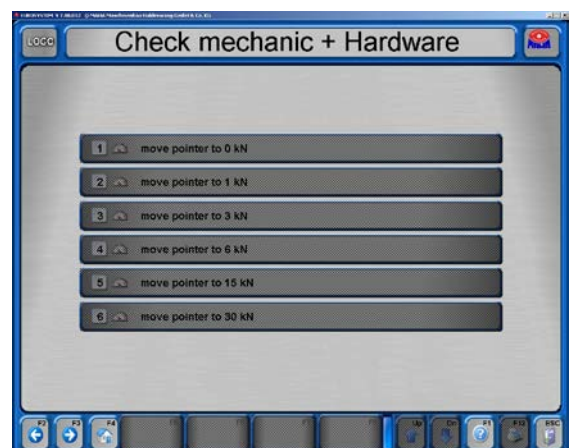 LOGO
Check mechanic + Hardware
1 move pointer to 0 kN
2 move pointer to 1 kN
3 move pointer to 3 kN
4 move pointer to 6 kN
5 move pointer to 15 kN
6 move pointer to 30 kN
F2 F3 F4 Up Dn F1 F12 ESC